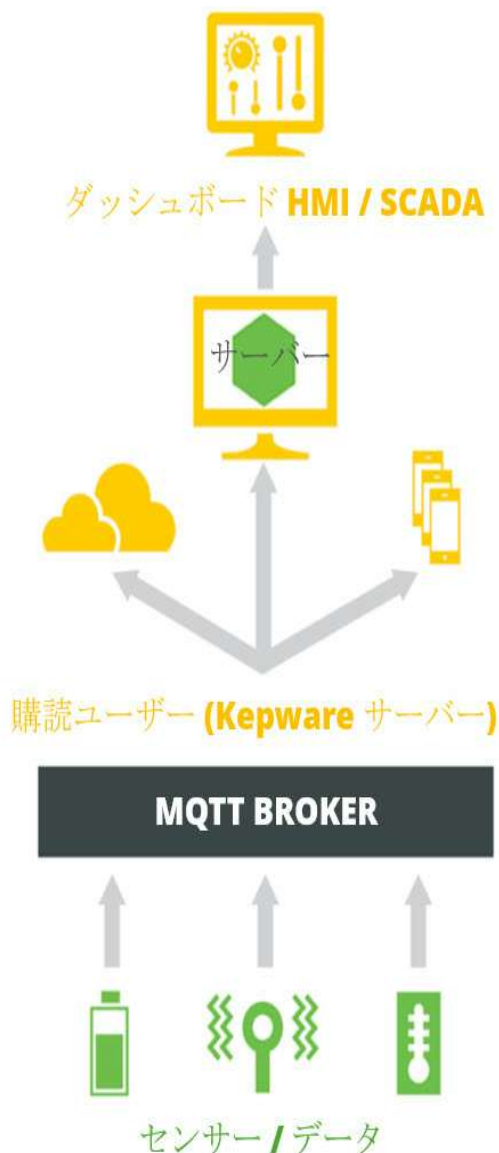 ダッシュボード HMI / SCADA
サーバー
購読ユーザー (Kepware サーバー)
MQTT BROKER
センサー / データ